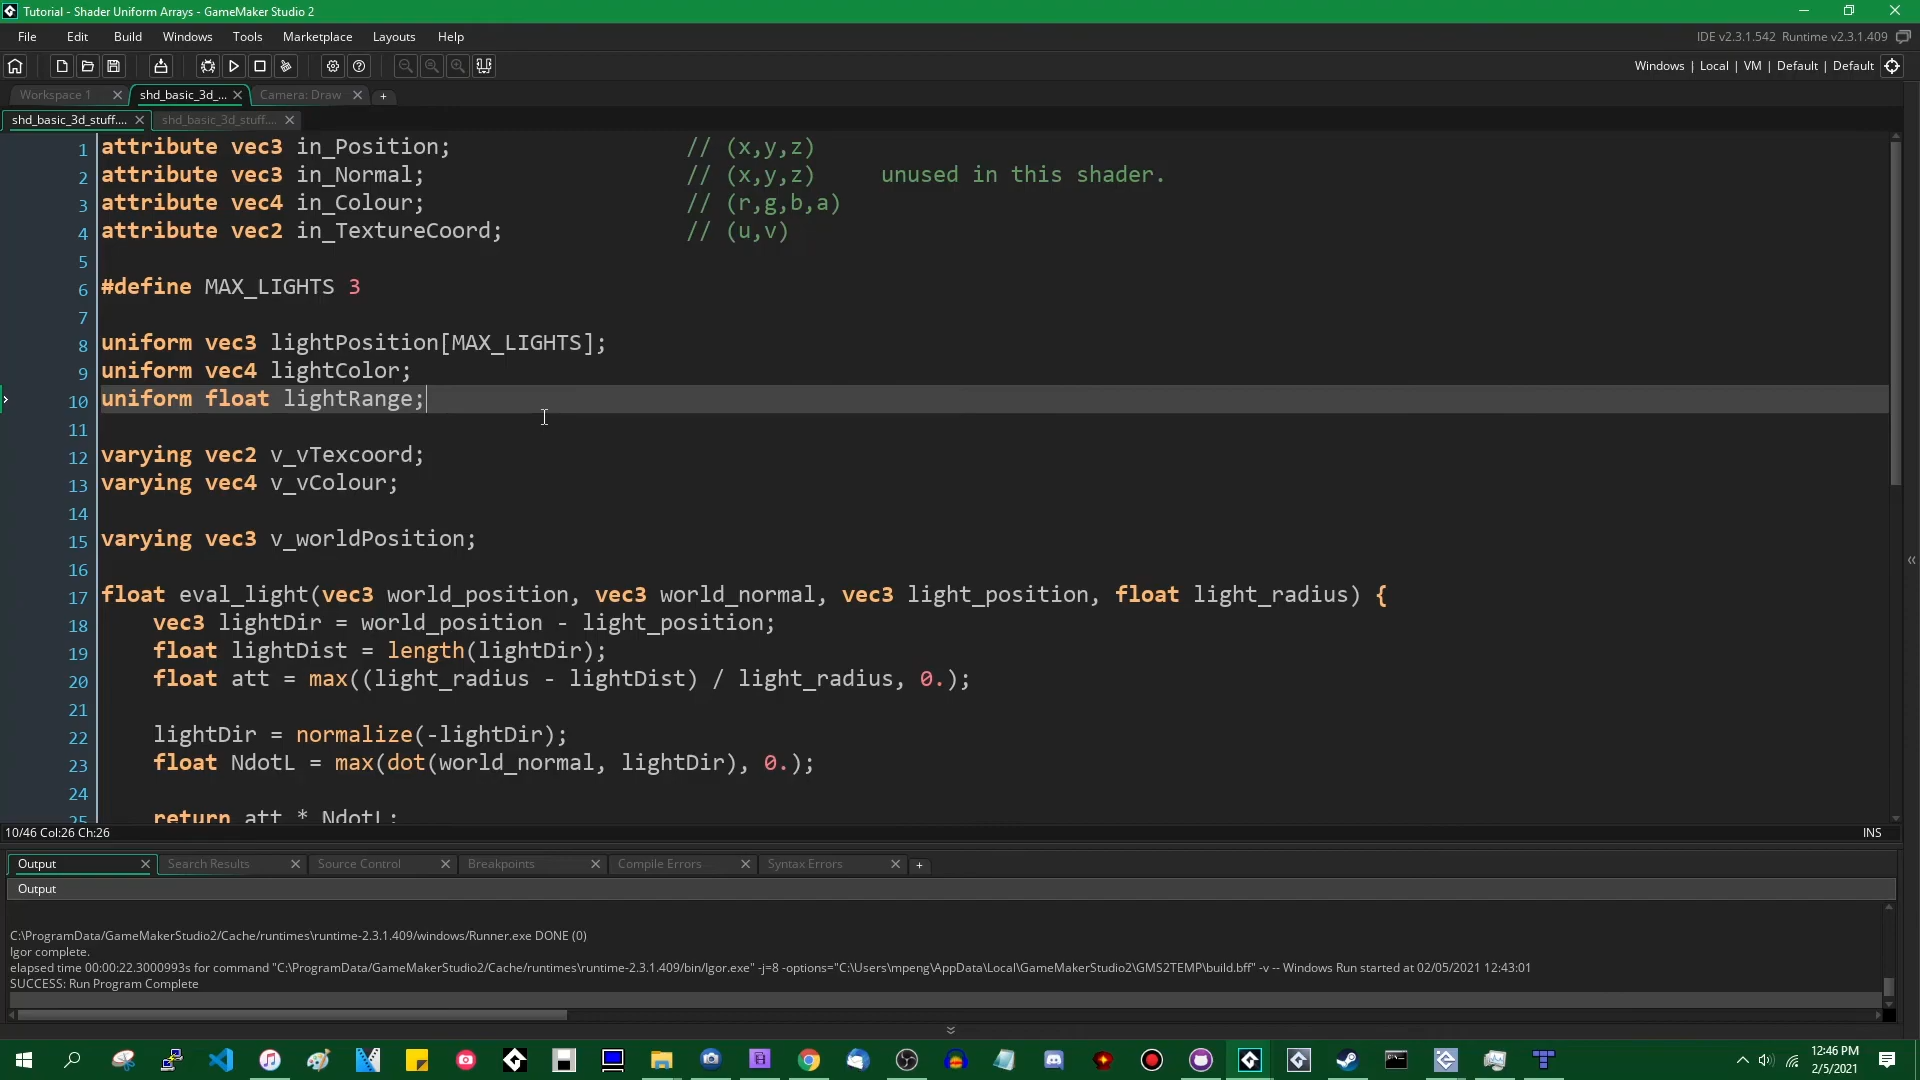 Tutorial - Shader Uniform Arrays - GameMaker Studio 2
File Edit Build Windows Tools Marketplace Layouts Help
IDE v2.3.1.542 Runtime v2.3.1.409
Windows | Local | VM | Default | Default
Workspace 1 shd_basic_3d_... Camera: Draw +
shd_basic_3d_stuff.... shd_basic_3d_stuff....
1 attribute vec3 in_Position; // (x,y,z)
2 attribute vec3 in_Normal; // (x,y,z) unused in this shader.
3 attribute vec4 in_Colour; // (r,g,b,a)
4 attribute vec2 in_TextureCoord; // (u,v)
5
6 #define MAX_LIGHTS 3
7
8 uniform vec3 lightPosition[MAX_LIGHTS];
9 uniform vec4 lightColor;
10 uniform float lightRange;
11
12 varying vec2 v_vTexcoord;
13 varying vec4 v_vColour;
14
15 varying vec3 v_worldPosition;
16
17 float eval_light(vec3 world_position, vec3 world_normal, vec3 light_position, float light_radius) {
18 vec3 lightDir = world_position - light_position;
19 float lightDist = length(lightDir);
20 float att = max((light_radius - lightDist) / light_radius, 0.);
21
22 lightDir = normalize(-lightDir);
23 float NdotL = max(dot(world_normal, lightDir), 0.);
24
25 return att * NdotL;
10/46 Col:26 Ch:26 INS
Output Search Results Source Control Breakpoints Compile Errors Syntax Errors +
Output
C:\ProgramData/GameMakerStudio2/Cache/runtimes\runtime-2.3.1.409/windows/Runner.exe DONE (0)
Igor complete.
elapsed time 00:00:22.3000993s for command "C:\ProgramData/GameMakerStudio2/Cache/runtimes\runtime-2.3.1.409/bin/Igor.exe" -j=8 -options="C:\Users\mpeng\AppData\Local\GameMakerStudio2\GMS2TEMP\build.bff" -v -- Windows Run started at 02/05/2021 12:43:01
SUCCESS: Run Program Complete
12:46 PM
2/5/2021